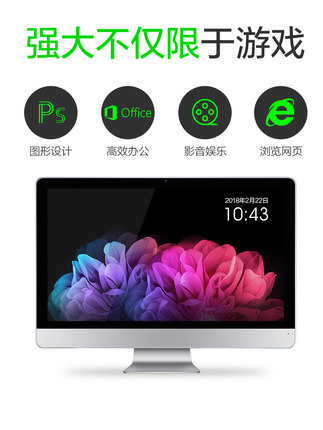 强大不仅限于游戏
Ps
Office
图形设计
高效办公
影音娱乐
浏览网页
2018年2月22日
10:43